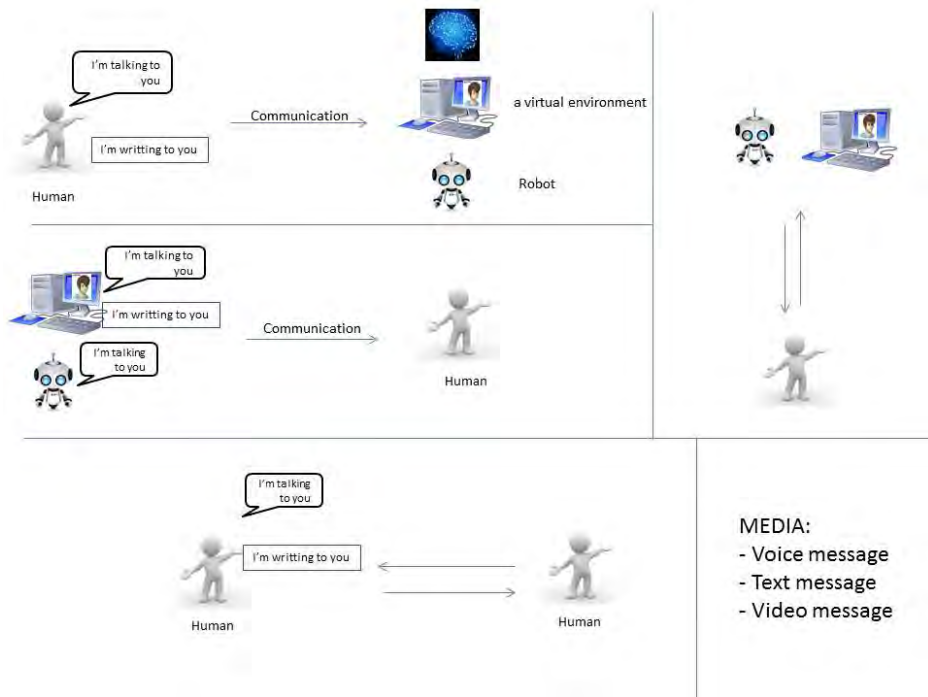 I'm talking to
you
I'm writting to you
Human
Communication
a virtual environment
Robot
I'm talking to
you
I'm writting to you
I'm talking
to you
Communication
Human
I'm talking
to you
I'm writting to you
Human
Human
MEDIA:
- Voice message
- Text message
- Video message